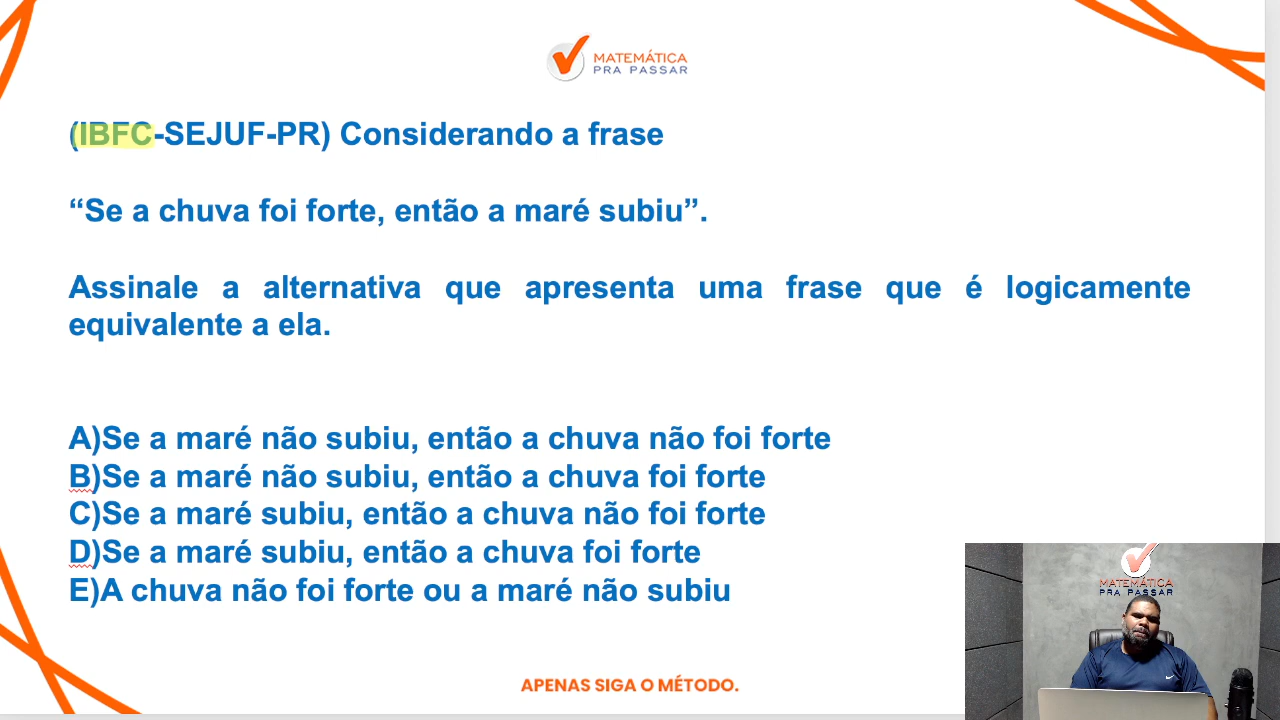 MATEMÁTICA
PRA PASSAR
(IBFC-SEJUF-PR) Considerando a frase
“Se a chuva foi forte, então a maré subiu”.
Assinale a alternativa que apresenta uma frase que é logicamente
equivalente a ela.
A)Se a maré não subiu, então a chuva não foi forte
B)Se a maré não subiu, então a chuva foi forte
C)Se a maré subiu, então a chuva não foi forte
D)Se a maré subiu, então a chuva foi forte
E)A chuva não foi forte ou a maré não subiu
MATEMÁTICA
PRA PASSAR
APENAS SIGA O MÉTODO.